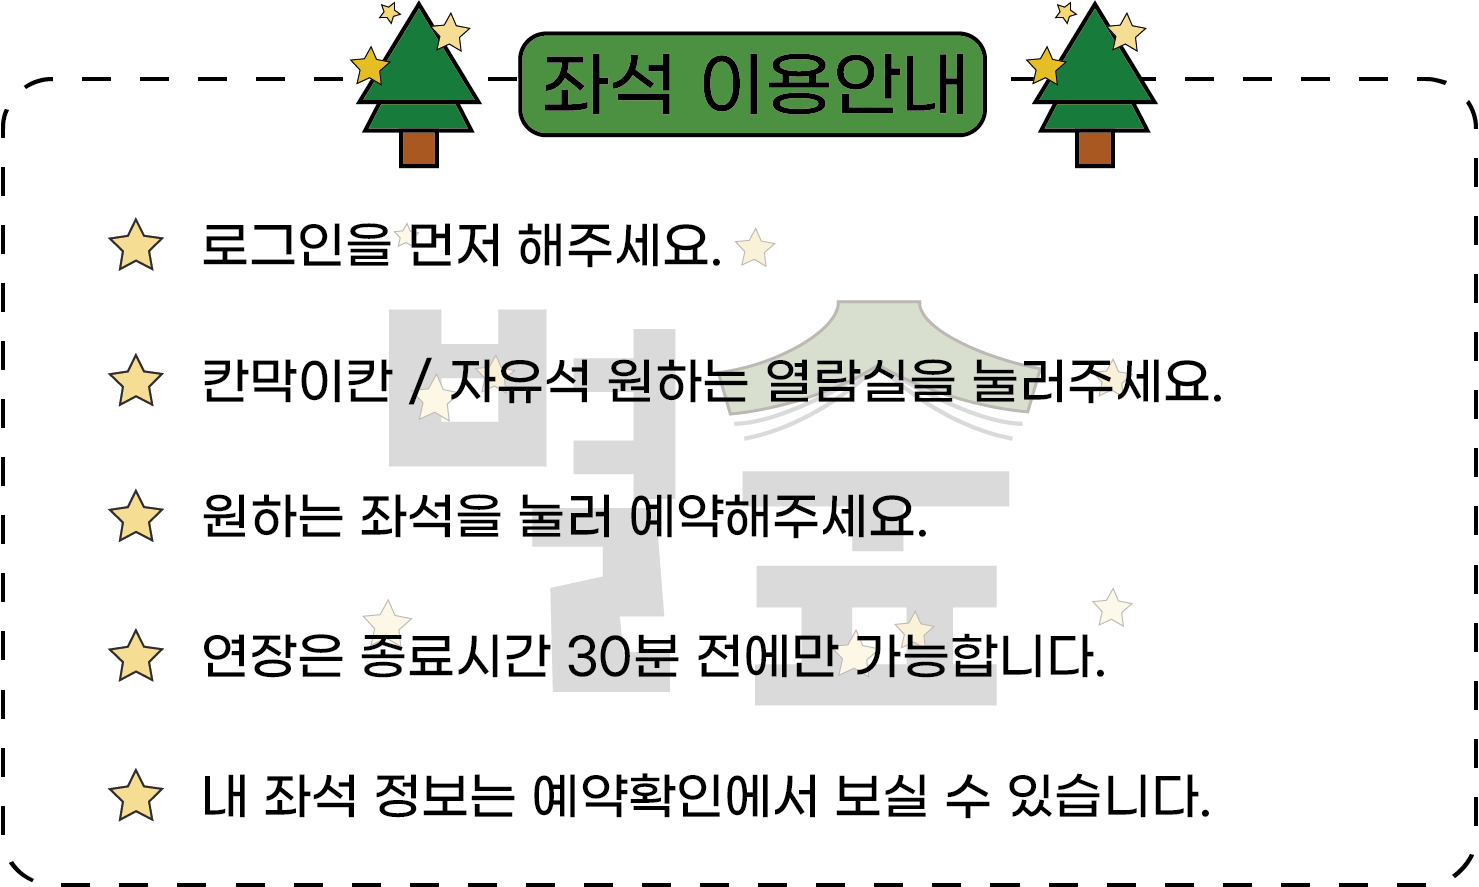 좌석 이용안내
로그인을 먼저 해주세요.
칸막이칸 / 자유석 원하는 열람실을 눌러주세요.
원하는 좌석을 눌러 예약해주세요.
연장은 종료시간 30분 전에만 가능합니다.
내 좌석 정보는 예약확인에서 보실 수 있습니다.